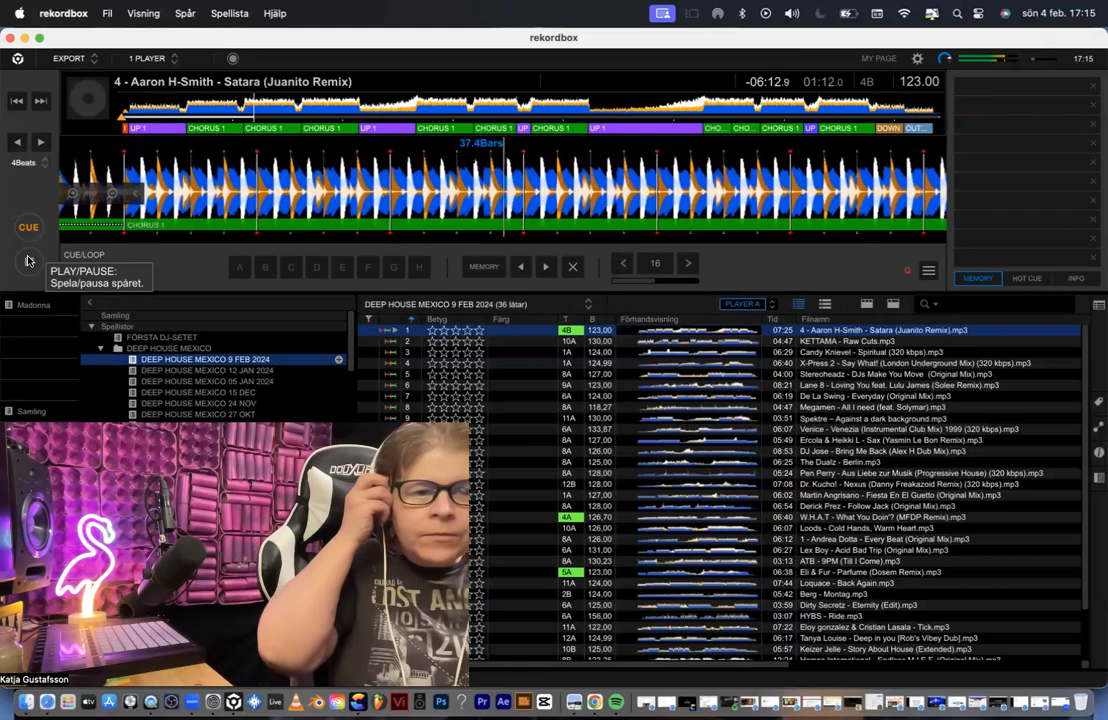 rekordbox Fil Visning Spår Spellista Hjälp sön 4 feb. 17:15
rekordbox
EXPORT 1 PLAYER MY PAGE 17:15
4 - Aaron H-Smith - Satara (Juanito Remix) -06:12.9 01:12.0 4B 123.00
UP 1 CHORUS 1 CHORUS 1 CHORUS 1 UP 1 CHORUS 1 CHORUS 1 UP CHORUS 1 UP 1 CHO... CHO... CHORUS 1 UP CHORUS 1 DOWN OUT...
37.4Bars
4Beats
CHORUS 1
CUE
CUE/LOOP
PLAY/PAUSE:
Spela/pausa spåret.
A B C D E F G H MEMORY 16 Q
MEMORY HOT CUE INFO
Madonna
Samling
Samling
Spellistor
FÖRSTA DJ-SETET
DEEP HOUSE MEXICO
DEEP HOUSE MEXICO 9 FEB 2024
DEEP HOUSE MEXICO 12 JAN 2024
DEEP HOUSE MEXICO 05 JAN 2024
DEEP HOUSE MEXICO 15 DEC
DEEP HOUSE MEXICO 24 NOV
DEEP HOUSE MEXICO 27 OKT
DEEP HOUSE MEXICO 9 FEB 2024 (36 låtar) PLAYER A
Betyg Färg T B Förhandsvisning Tid Filnamn
1 4B 123,00 07:25 4 - Aaron H-Smith - Satara (Juanito Remix).mp3
2 10A 130,00 04:47 KETTAMA - Raw Cuts.mp3
3 1A 124,00 06:29 Candy Knievel - Spiritual (320 kbps).mp3
4 1A 124,99 06:40 X-Press 2 - Say What! (London Underground Mix) (320 kbps).mp3
5 8A 127,00 04:00 Stereoheadz - DJs Make You Move (Original Mix).mp3
6 9A 123,00 08:21 Lane 8 - Loving You feat. Lulu James (Solee Remix).mp3
7 6A 124,00 06:19 De La Swing - Everyday (Original Mix).mp3
8 8A 118,27 04:42 Megamen - All I need (feat. Solymar).mp3
9 1A 130,00 08:11 Spektre – Against a dark background.mp3
6A 133,87 06:07 Venice - Venezia (Instrumental Club Mix) 1999 (320 kbps).mp3
8A 127,00 05:49 Ercola & Heikki L - Sax (Yasmin Le Bon Remix).mp3
8A 127,00 08:53 DJ Jose - Bring Me Back (Alex H Dub Mix).mp3
8A 125,00 06:12 The Dualz - Berlin.mp3
8A 128,00 05:24 Pen Perry - Aus Liebe zur Musik (Progressive House) (320 kbps).mp3
12B 128,00 07:08 Dr. Kucho! - Nexus (Danny Freakazoid Remix) (320 kbps).mp3
1A 127,00 06:02 Martin Angrisano - Fiesta En El Guetto (Original Mix).mp3
8A 128,00 06:43 Derick Prez - Follow Jack (Original Mix).mp3
4A 126,70 06:40 W.H.A.T - What You Doin'? (MFDP Remix).mp3
10A 126,00 05:28 Loods - Cold Hands, Warm Heart.mp3
8A 126,00 06:20 1 - Andrea Dotta - Every Beat (Original Mix).mp3
6A 131,00 06:27 Lex Boy - Acid Bad Trip (Original Mix).mp3
8A 130,23 03:13 ATB - 9PM (Till I Come).mp3
5A 123,00 06:38 Eli & Fur - Parfume (Dosem Remix).mp3
11A 124,00 07:44 Loquace - Back Again.mp3
2B 124,00 05:42 Berg - Montag.mp3
6A 125,00 03:59 Dirty Secretz - Eternity (Edit).mp3
6A 156,00 03:07 HYBS - Ride.mp3
11A 122,00 07:22 Eloy gonzalez & Cristian Lasala - Tick.mp3
12A 124,99 06:17 Tanya Louise - Deep in you [Rob's Vibey Dub].mp3
10A 125,00 05:57 Keizer Jelle - Story About House (Extended).mp3
DOXXLIFE
Katja Gustafsson